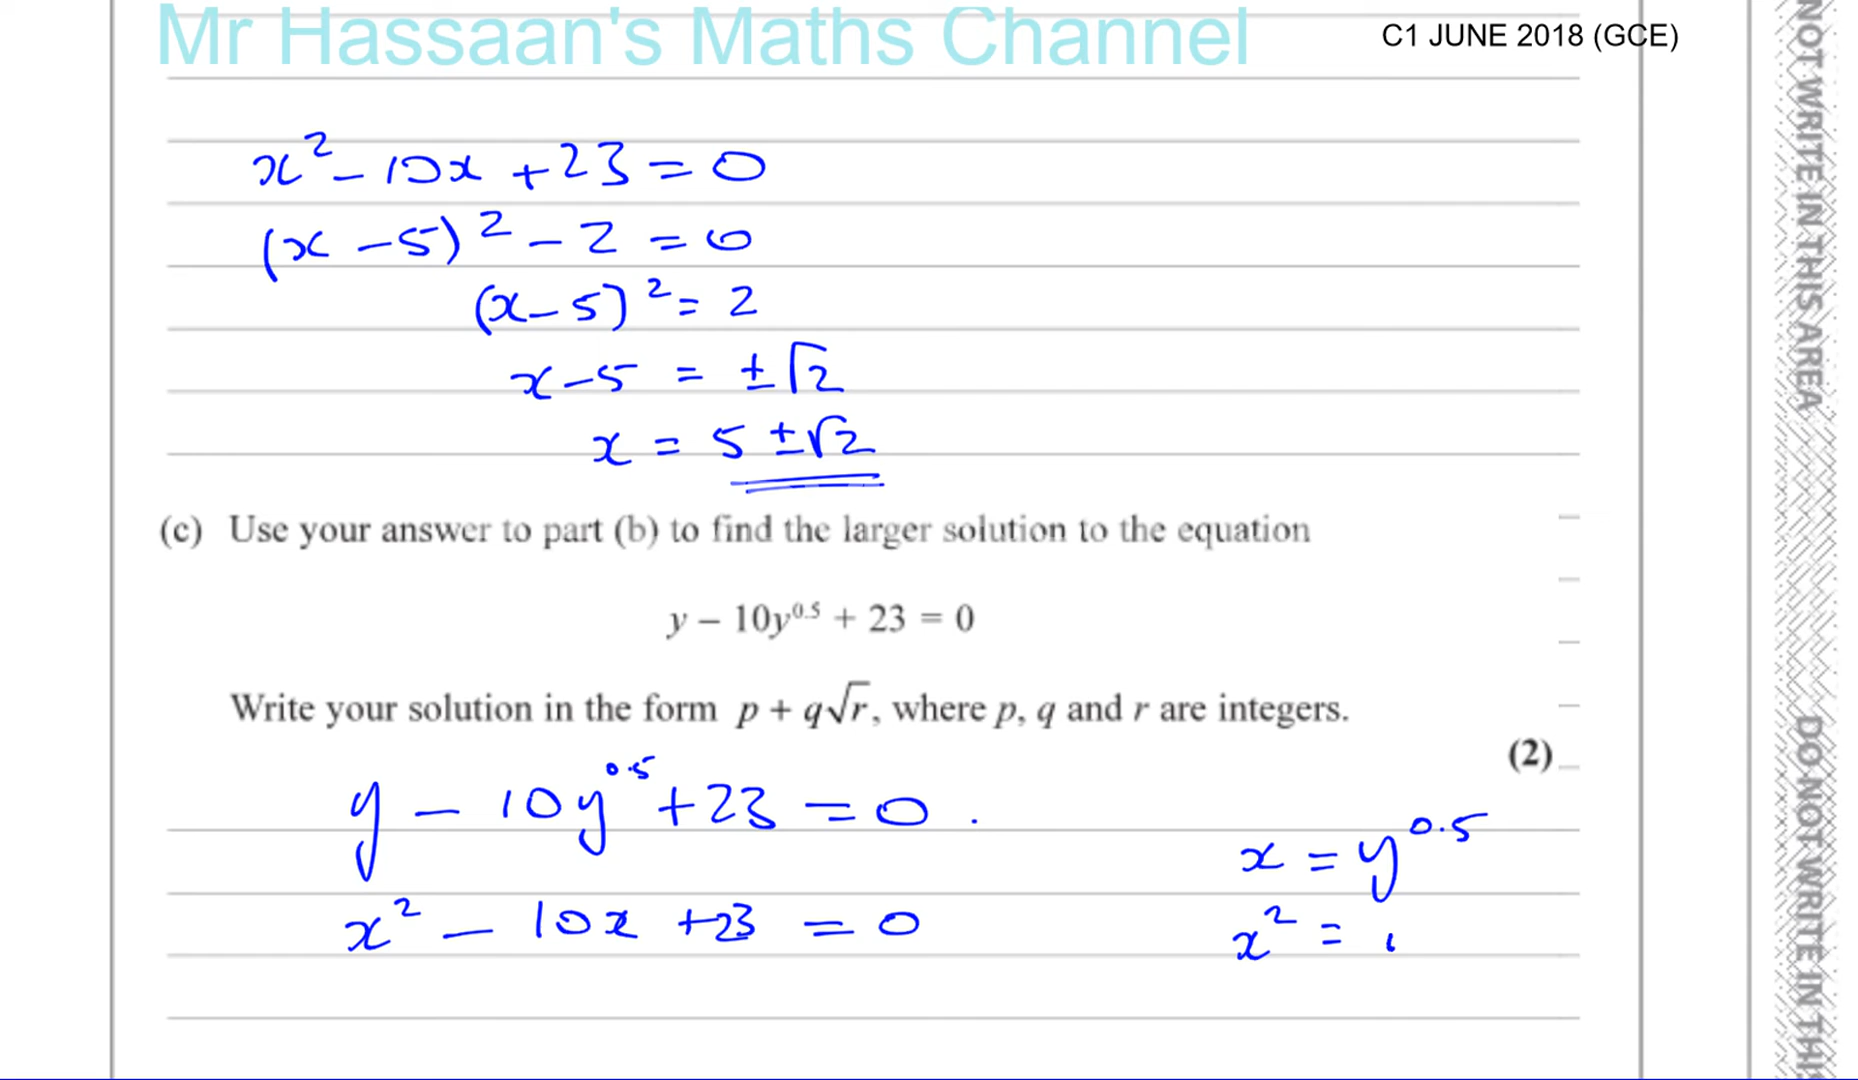 Mr Hassaan's Maths Channel
C1 JUNE 2018 (GCE)
x² - 10x + 23 = 0
(x - 5)² - 2 = 0
(x - 5)² = 2
x - 5 = ±√2
x = 5 ± √2
(c) Use your answer to part (b) to find the larger solution to the equation
y – 10y^0.5 + 23 = 0
Write your solution in the form p + q√r, where p, q and r are integers.
(2)
y - 10y^0.5 + 23 = 0 .
x = y^0.5
x² - 10x + 23 = 0
x² =
NOT WRITE IN THIS AREA
DO NOT WRITE IN THI